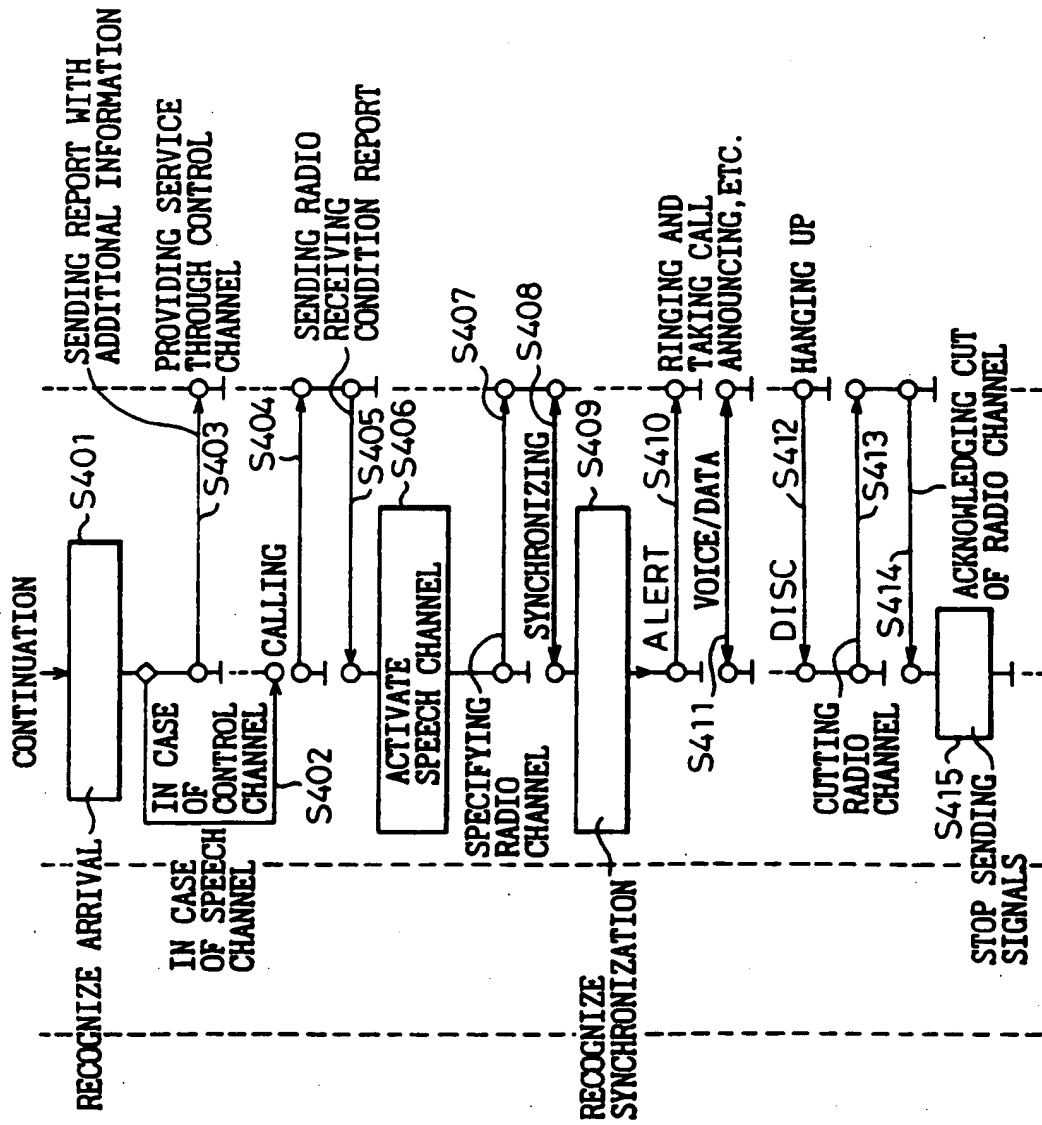 CONTINUATION
S401
RECOGNIZE ARRIVAL
SENDING REPORT WITH
ADDITIONAL INFORMATION
IN CASE
OF CONTROL
CHANNEL
IN CASE
OF SPEECH
CHANNEL
S403
PROVIDING SERVICE
THROUGH CONTROL
CHANNEL
S402
CALLING
S404
SENDING RADIO
RECEIVING
CONDITION REPORT
S405
S406
ACTIVATE
SPEECH CHANNEL
SPECIFYING
RADIO
CHANNEL
S407
SYNCHRONIZING
S408
S409
RECOGNIZE
SYNCHRONIZATION
ALERT
S410
RINGING AND
TAKING CALL
S411
VOICE/DATA
ANNOUNCING, ETC.
DISC
S412
HANGING UP
CUTTING
RADIO
CHANNEL
S413
S414
ACKNOWLEDGING CUT
OF RADIO CHANNEL
S415
STOP SENDING
SIGNALS